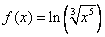 f(x) = ln(∛x⁵)